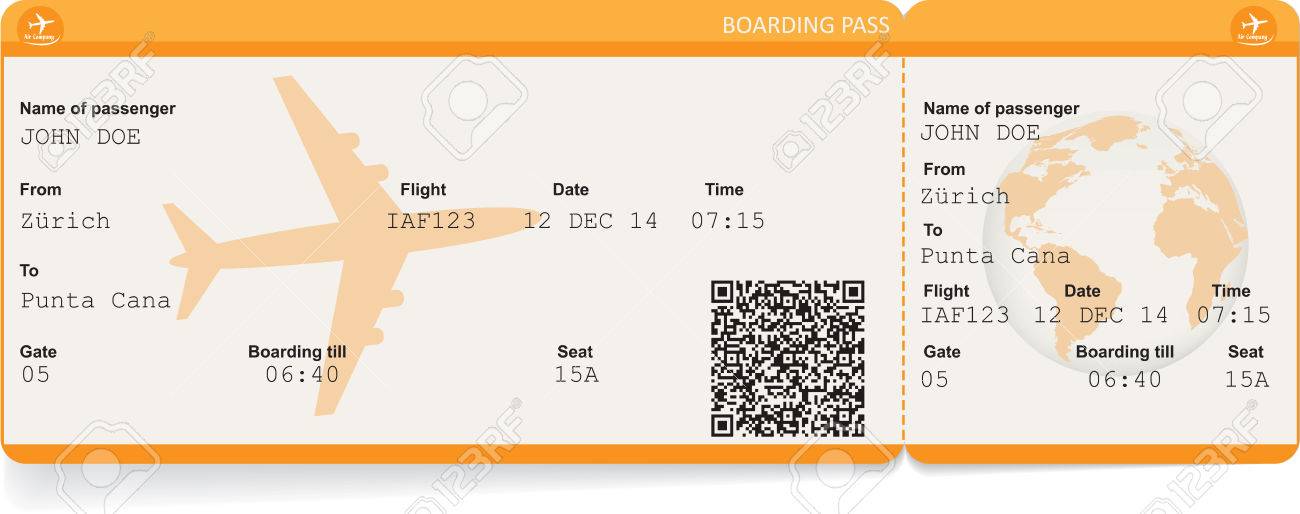 Air Company
BOARDING PASS
Name of passenger
JOHN DOE
From Flight Date Time
Zürich IAF123 12 DEC 14 07:15
To
Punta Cana
Gate Boarding till Seat
05 06:40 15A
Air Company
Name of passenger
JOHN DOE
From
Zürich
To
Punta Cana
Flight Date Time
IAF123 12 DEC 14 07:15
Gate Boarding till Seat
05 06:40 15A
123RF
123RF
123RF
123RF
123RF
123RF